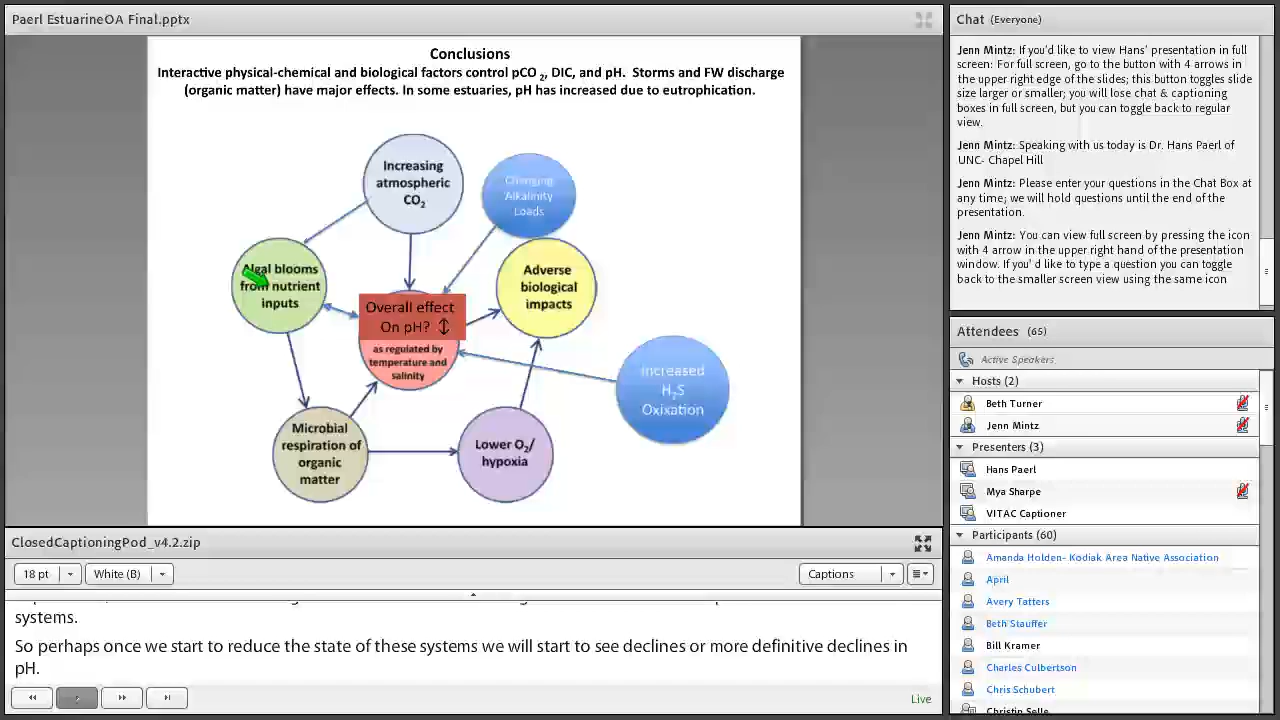 Paerl EstuarineOA Final.pptx
Conclusions
Interactive physical-chemical and biological factors control pCO 2, DIC, and pH. Storms and FW discharge
(organic matter) have major effects. In some estuaries, pH has increased due to eutrophication.
Increasing
atmospheric
CO2
Changing
Alkalinity
Loads
Algal blooms
from nutrient
inputs
Adverse
biological
impacts
Overall effect
On pH? ↕
as regulated by
temperature and
salinity
Increased
H2S
Oxixation
Microbial
respiration of
organic
matter
Lower O2/
hypoxia
ClosedCaptioningPod_v4.2.zip
18 pt
White (B)
Captions
systems.
So perhaps once we start to reduce the state of these systems we will start to see declines or more definitive declines in
pH.
Live
Chat (Everyone)
Jenn Mintz: If you'd like to view Hans' presentation in full
screen: For full screen, go to the button with 4 arrows in
the upper right edge of the slides; this button toggles slide
size larger or smaller; you will lose chat & captioning
boxes in full screen, but you can toggle back to regular
view.
Jenn Mintz: Speaking with us today is Dr. Hans Paerl of
UNC- Chapel Hill
Jenn Mintz: Please enter your questions in the Chat Box at
any time; we will hold questions until the end of the
presentation.
Jenn Mintz: You can view full screen by pressing the icon
with 4 arrow in the upper right hand of the presentation
window. If you' d like to type a question you can toggle
back to the smaller screen view using the same icon
Attendees (65)
Active Speakers
Hosts (2)
Beth Turner
Jenn Mintz
Presenters (3)
Hans Paerl
Mya Sharpe
VITAC Captioner
Participants (60)
Amanda Holden- Kodiak Area Native Association
April
Avery Tatters
Beth Stauffer
Bill Kramer
Charles Culbertson
Chris Schubert
Christin Selle